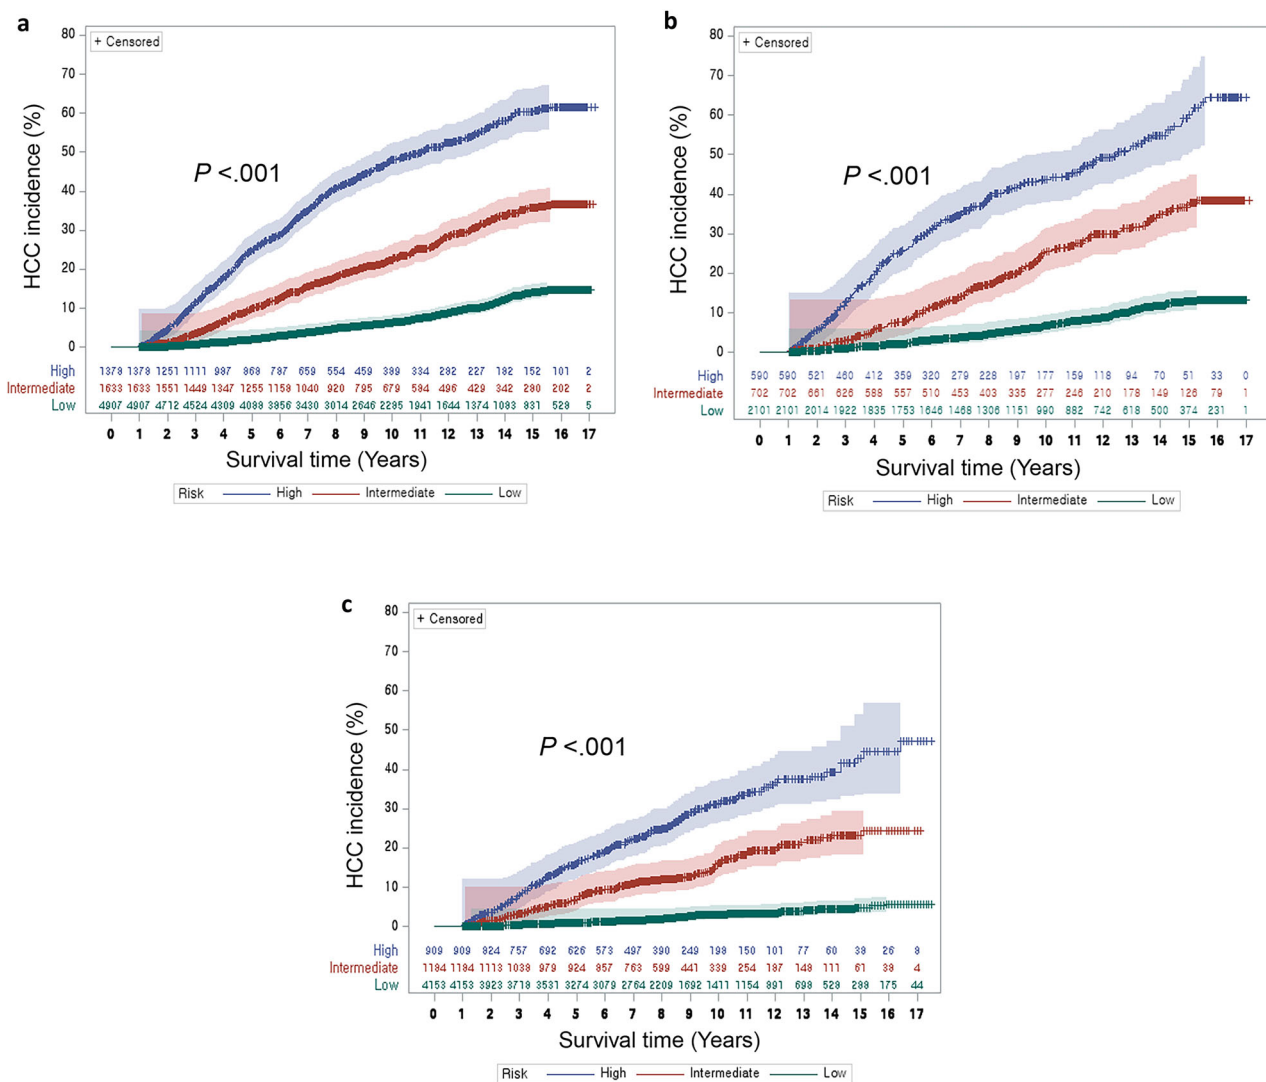 a
+ Censored
80
70
60
50
40
30
20
10
0
HCC incidence (%)
P <.001
High 1379 1379 1251 1111 987 868 797 659 554 459 389 334 282 227 182 152 101 2
Intermediate 1633 1633 1551 1449 1347 1255 1158 1040 920 795 679 584 496 429 342 280 202 2
Low 4907 4907 4712 4524 4309 4088 3856 3430 3014 2646 2285 1941 1644 1374 1083 831 528 5
0 1 2 3 4 5 6 7 8 9 10 11 12 13 14 15 16 17
Survival time (Years)
Risk High Intermediate Low
b
+ Censored
80
70
60
50
40
30
20
10
0
HCC incidence (%)
P <.001
High 590 590 521 460 412 359 320 279 228 197 177 159 118 94 70 51 33 0
Intermediate 702 702 661 626 588 557 510 453 403 335 277 246 210 178 149 126 79 1
Low 2101 2101 2014 1922 1835 1753 1646 1468 1306 1151 990 882 742 618 500 374 231 1
0 1 2 3 4 5 6 7 8 9 10 11 12 13 14 15 16 17
Survival time (Years)
Risk High Intermediate Low
c
+ Censored
80
70
60
50
40
30
20
10
0
HCC incidence (%)
P <.001
High 909 909 824 757 692 626 573 497 390 249 198 150 101 77 60 38 26 8
Intermediate 1184 1184 1113 1038 979 924 857 763 599 441 339 254 187 148 111 61 38 4
Low 4153 4153 3923 3718 3531 3274 3079 2764 2209 1692 1411 1154 891 698 528 288 175 44
0 1 2 3 4 5 6 7 8 9 10 11 12 13 14 15 16 17
Survival time (Years)
Risk High Intermediate Low